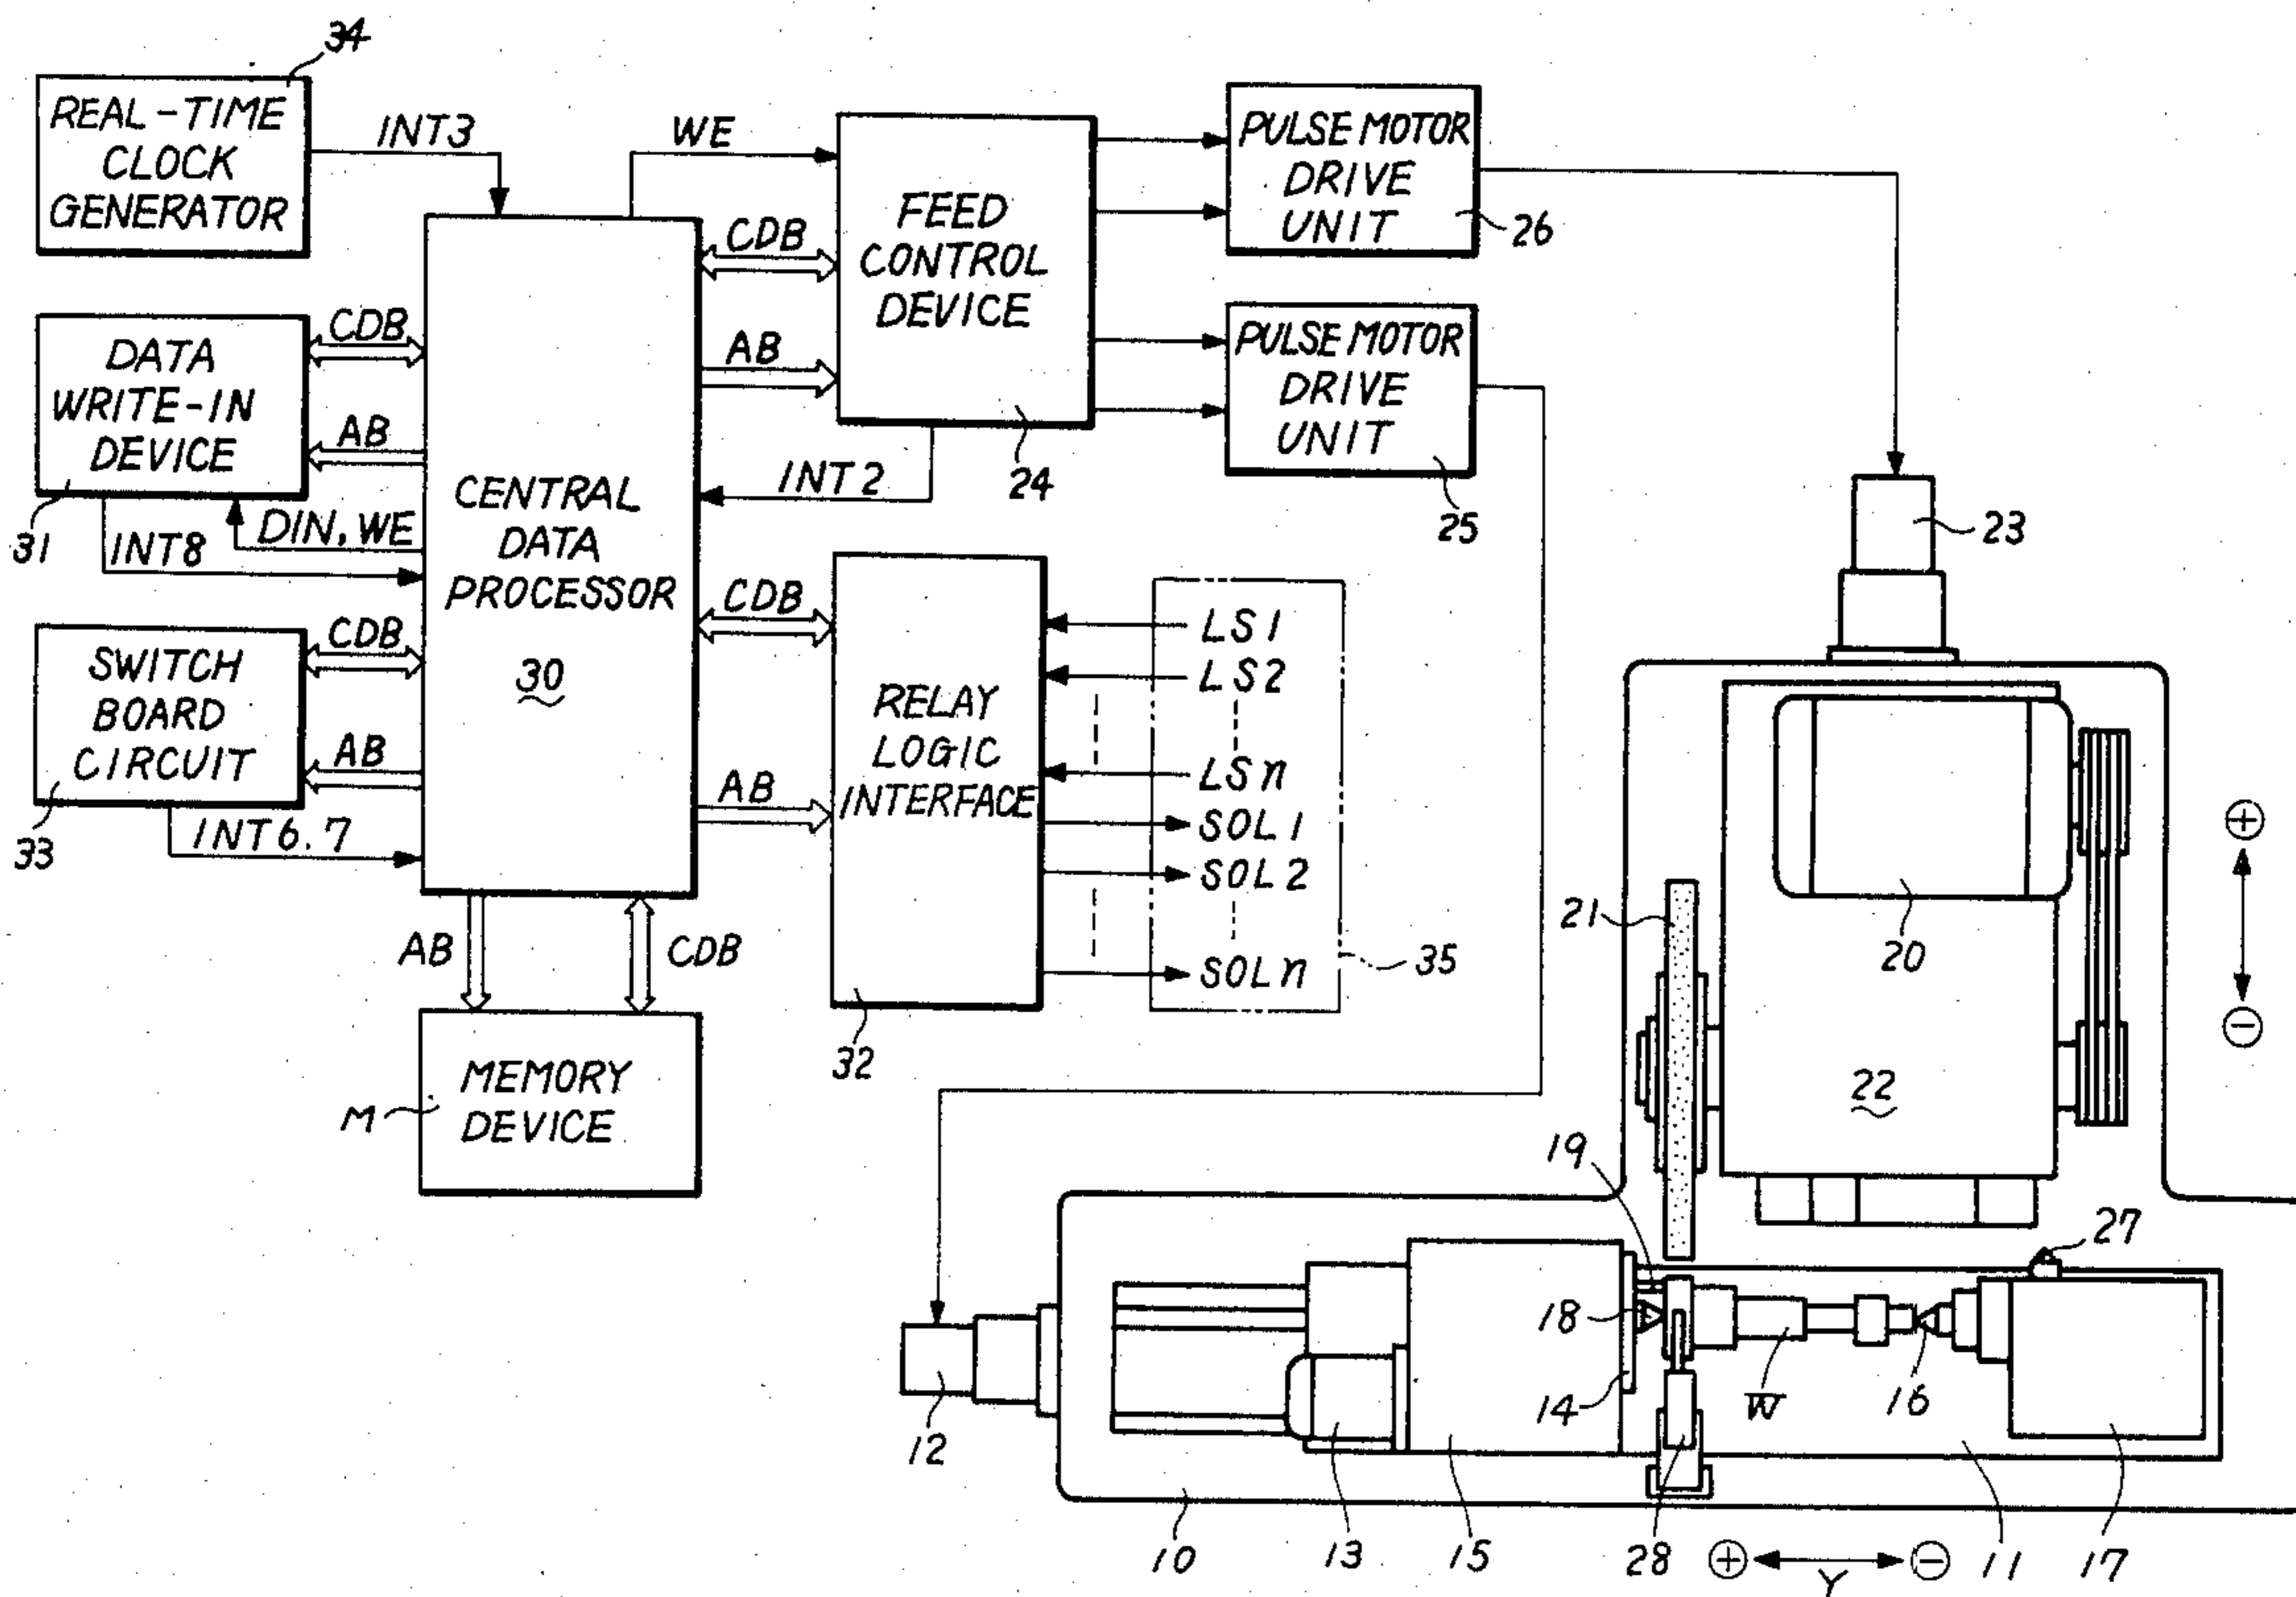 34
REAL-TIME
CLOCK
GENERATOR
INT3
WE
FEED
CONTROL
DEVICE
24
PULSE MOTOR
DRIVE
UNIT
26
PULSE MOTOR
DRIVE
UNIT
25
23
CDB
AB
INT2
DATA
WRITE-IN
DEVICE
31
CDB
AB
DIN, WE
INT8
CENTRAL
DATA
PROCESSOR
30
SWITCH
BOARD
CIRCUIT
33
CDB
AB
INT6.7
CDB
AB
RELAY
LOGIC
INTERFACE
32
LS1
LS2
LSn
SOL1
SOL2
SOLn
35
AB
CDB
MEMORY
DEVICE
M
21
20
22
⊕
⊖
19
27
18
14
W
16
12
10
13
15
28
⊕
Y
⊖
11
17